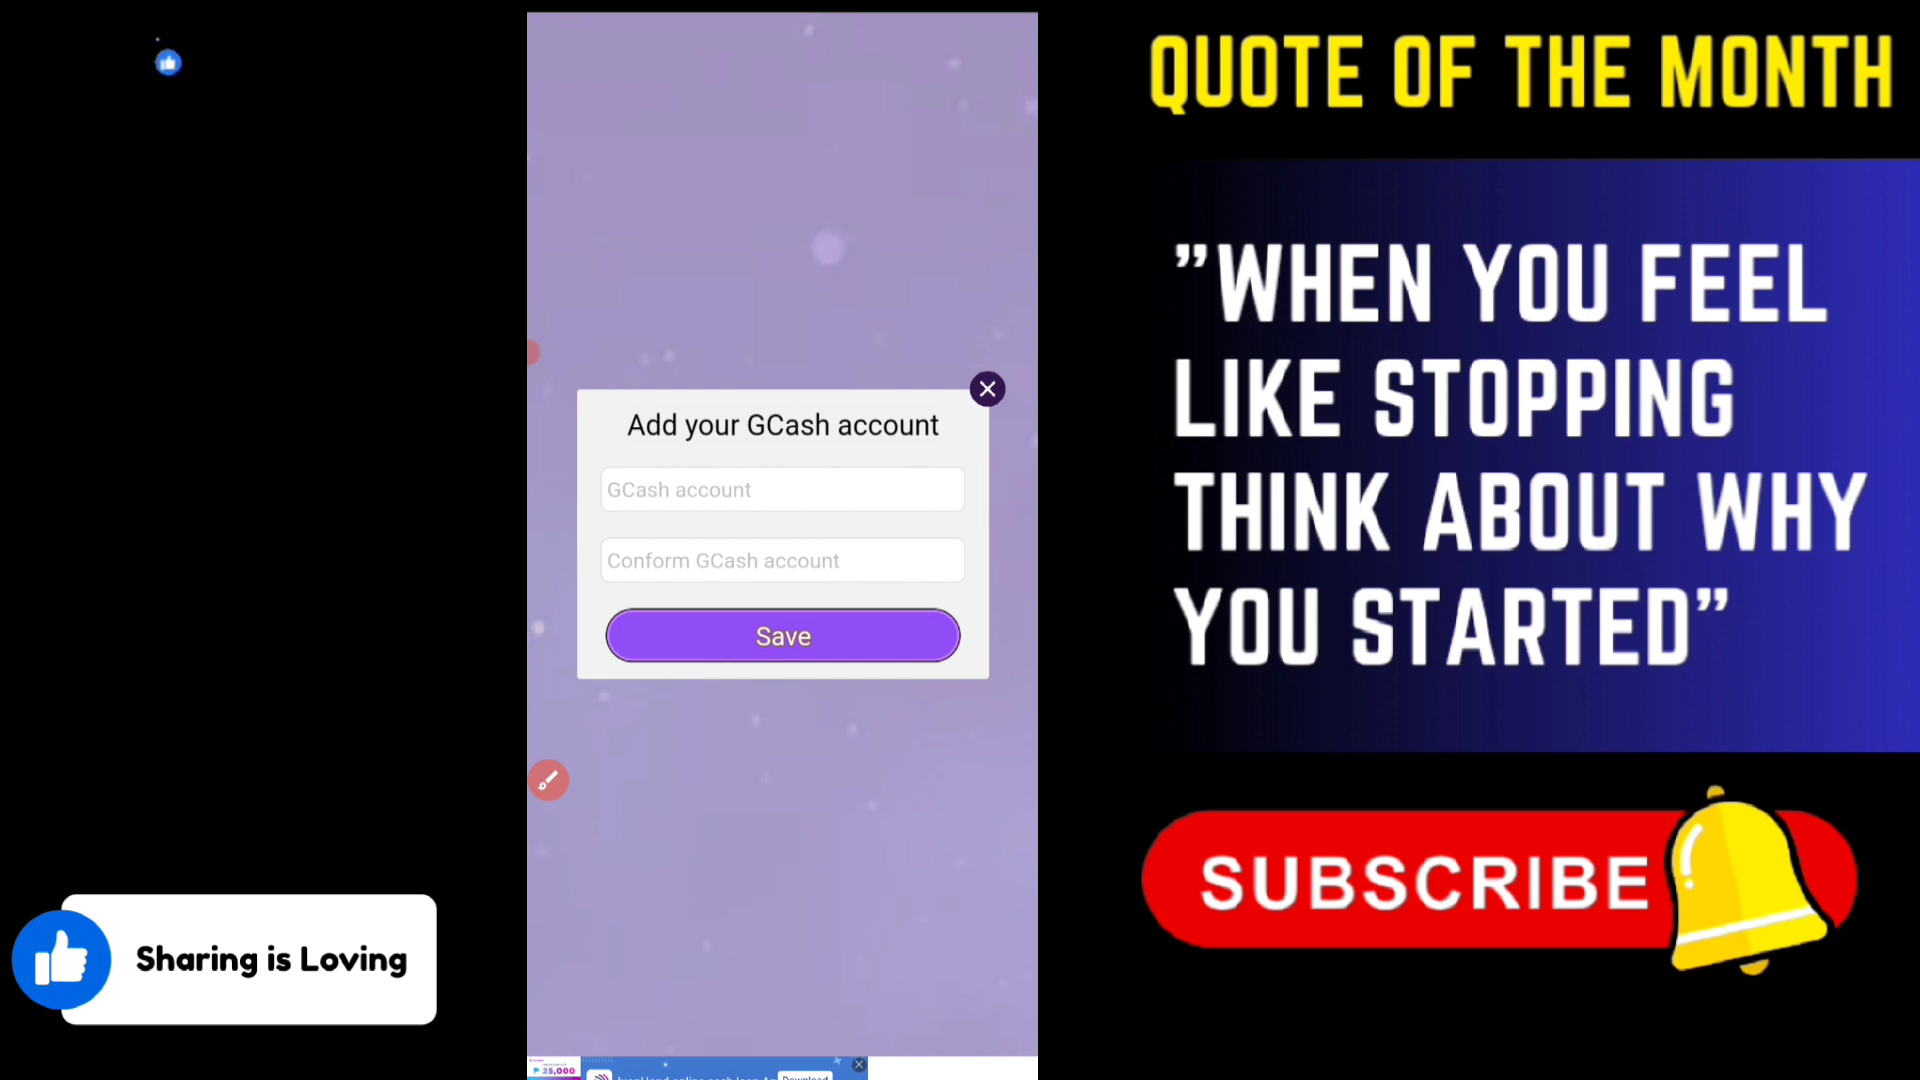 QUOTE OF THE MONTH
"WHEN YOU FEEL
LIKE STOPPING
THINK ABOUT WHY
YOU STARTED"
Add your GCash account
GCash account
Conform GCash account
Save
SUBSCRIBE
Sharing is Loving
₱ 25,000
Download